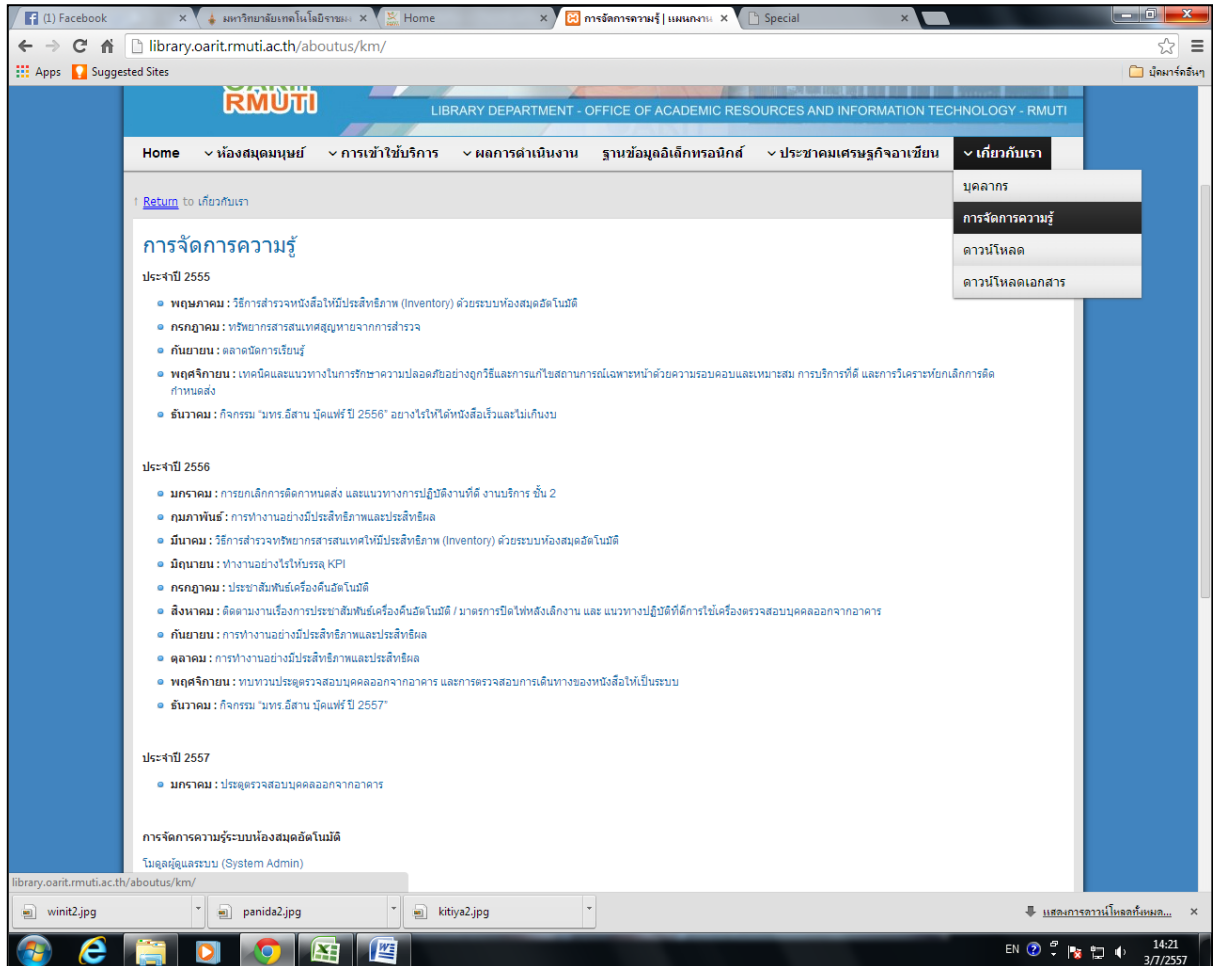 (1) Facebook
มหาวิทยาลัยเทคโนโลยีราชมง
Home
การจัดการความรู้ | แผนกงาน
Special
library.oarit.rmuti.ac.th/aboutus/km/
Apps
Suggested Sites
บุ๊คมาร์คอื่นๆ
RMUTI
LIBRARY DEPARTMENT - OFFICE OF ACADEMIC RESOURCES AND INFORMATION TECHNOLOGY - RMUTI
Home
ห้องสมุดมนุษย์
การเข้าใช้บริการ
ผลการดำเนินงาน
ฐานข้อมูลอิเล็กทรอนิกส์
ประชาคมเศรษฐกิจอาเซียน
เกี่ยวกับเรา
บุคลากร
การจัดการความรู้
ดาวน์โหลด
ดาวน์โหลดเอกสาร
↑ Return to เกี่ยวกับเรา
การจัดการความรู้
ประจำปี 2555
พฤษภาคม : วิธีการสำรวจหนังสือให้มีประสิทธิภาพ (Inventory) ด้วยระบบห้องสมุดอัตโนมัติ
กรกฎาคม : ทรัพยากรสารสนเทศสูญหายจากการสำรวจ
กันยายน : ตลาดนัดการเรียนรู้
พฤศจิกายน : เทคนิคและแนวทางในการรักษาความปลอดภัยอย่างถูกวิธีและการแก้ไขสถานการณ์เฉพาะหน้าด้วยความรอบคอบและเหมาะสม การบริการที่ดี และการวิเคราะห์ยกเลิกการติด
กำหนดส่ง
ธันวาคม : กิจกรรม "มทร.อีสาน บุ๊คแฟร์ ปี 2556" อย่างไรให้ได้หนังสือเร็วและไม่เกินงบ
ประจำปี 2556
มกราคม : การยกเลิกการติดกาหนดส่ง และแนวทางการปฏิบัติงานที่ดี งานบริการ ชั้น 2
กุมภาพันธ์ : การทำงานอย่างมีประสิทธิภาพและประสิทธิผล
มีนาคม : วิธีการสำรวจทรัพยากรสารสนเทศให้มีประสิทธิภาพ (Inventory) ด้วยระบบห้องสมุดอัตโนมัติ
มิถุนายน : ทำงานอย่างไรให้บรรลุ KPI
กรกฎาคม : ประชาสัมพันธ์เครื่องคืนอัตโนมัติ
สิงหาคม : ติดตามงานเรื่องการประชาสัมพันธ์เครื่องคืนอัตโนมัติ / มาตรการปิดไฟหลังเลิกงาน และ แนวทางปฏิบัติที่ดีการใช้เครื่องตรวจสอบบุคคลออกจากอาคาร
กันยายน : การทำงานอย่างมีประสิทธิภาพและประสิทธิผล
ตุลาคม : การทำงานอย่างมีประสิทธิภาพและประสิทธิผล
พฤศจิกายน : ทบทวนประตูตรวจสอบบุคคลออกจากอาคาร และการตรวจสอบการเดินทางของหนังสือให้เป็นระบบ
ธันวาคม : กิจกรรม "มทร.อีสาน บุ๊คแฟร์ ปี 2557"
ประจำปี 2557
มกราคม : ประตูตรวจสอบบุคคลออกจากอาคาร
การจัดการความรู้ระบบห้องสมุดอัตโนมัติ
โมดูลผู้ดูแลระบบ (System Admin)
library.oarit.rmuti.ac.th/aboutus/km/
winit2.jpg
panida2.jpg
kitiya2.jpg
แสดงการดาวน์โหลดทั้งหมด...
EN
14:21
3/7/2557